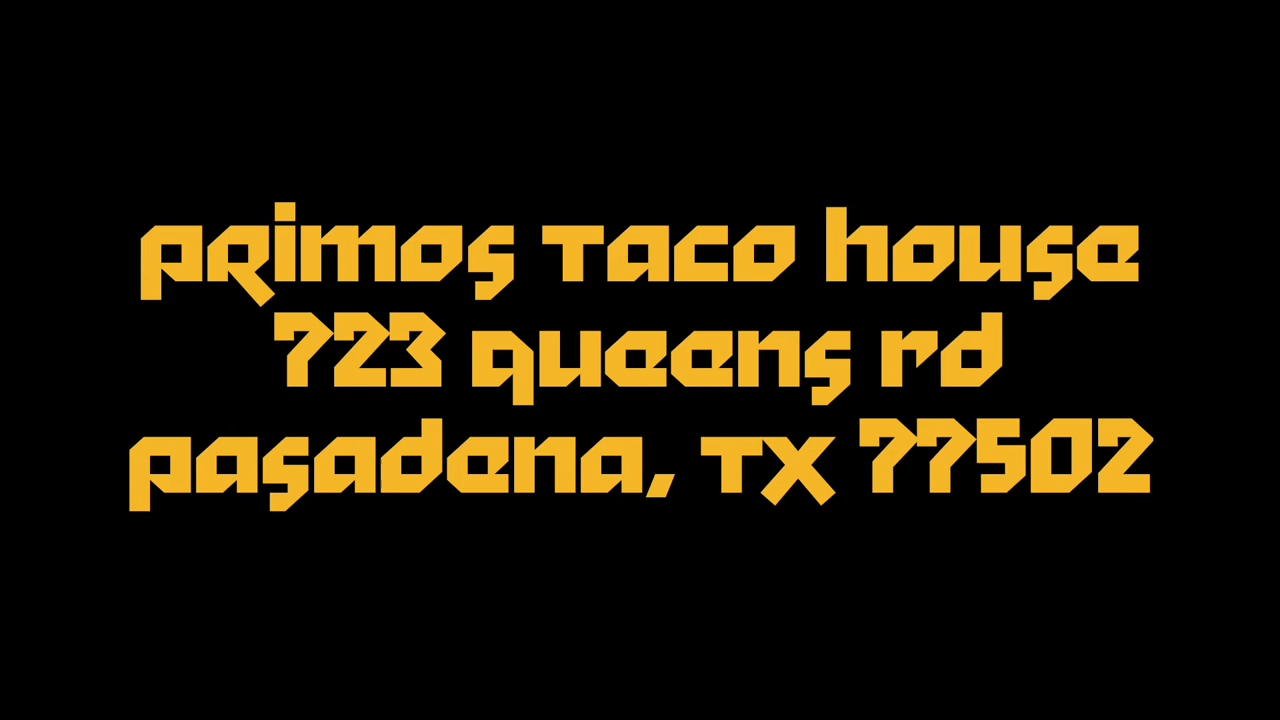 primos taco house
723 queens rd
pasadena, tx 77502